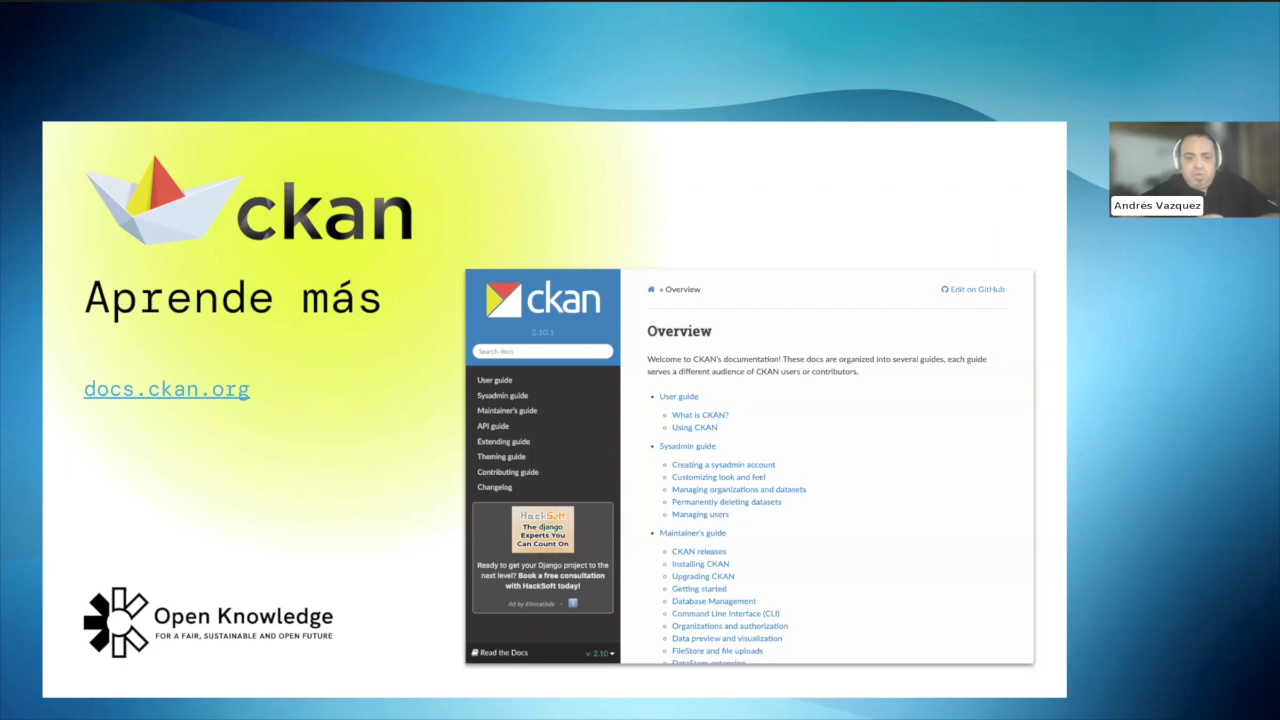 ckan
Aprende más
docs.ckan.org
Open Knowledge
FOR A FAIR, SUSTAINABLE AND OPEN FUTURE
ckan
2.10.1
Search docs
User guide
Sysadmin guide
Maintainer's guide
API guide
Extending guide
Theming guide
Contributing guide
Changelog
HackSoft
The django
Experts You
Can Count On
Ready to get your Django project to the
next level? Book a free consultation
with HackSoft today!
Ad by EthicalAds
Read the Docs
v: 2.10
» Overview
Edit on GitHub
Overview
Welcome to CKAN's documentation! These docs are organized into several guides, each guide
serves a different audience of CKAN users or contributors.
• User guide
What is CKAN?
Using CKAN
• Sysadmin guide
Creating a sysadmin account
Customizing look and feel
Managing organizations and datasets
Permanently deleting datasets
Managing users
• Maintainer's guide
CKAN releases
Installing CKAN
Upgrading CKAN
Getting started
Database Management
Command Line Interface (CLI)
Organizations and authorization
Data preview and visualization
FileStore and file uploads
DataStore extension
Andrés Vazquez